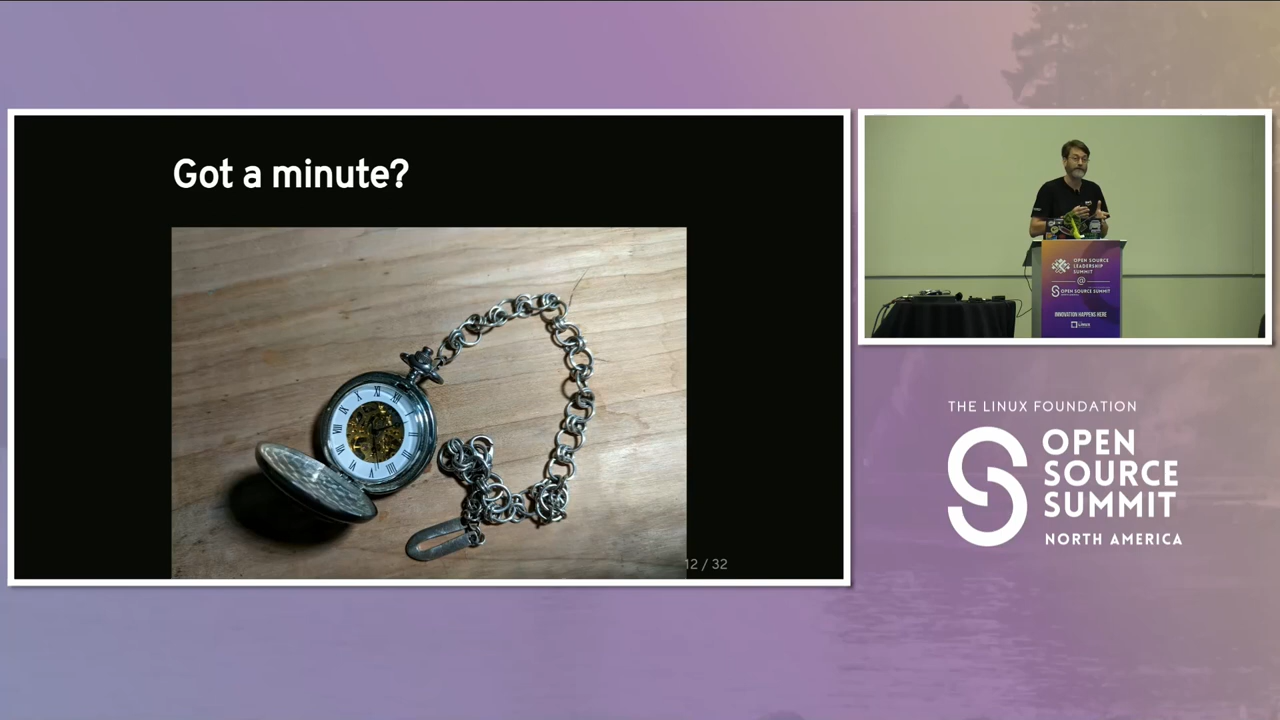 Got a minute?
12 / 32
OPEN SOURCE
LEADERSHIP
SUMMIT
@
OPEN SOURCE SUMMIT
INNOVATION HAPPENS HERE
THE LINUX FOUNDATION
OPEN
SOURCE
SUMMIT
NORTH AMERICA